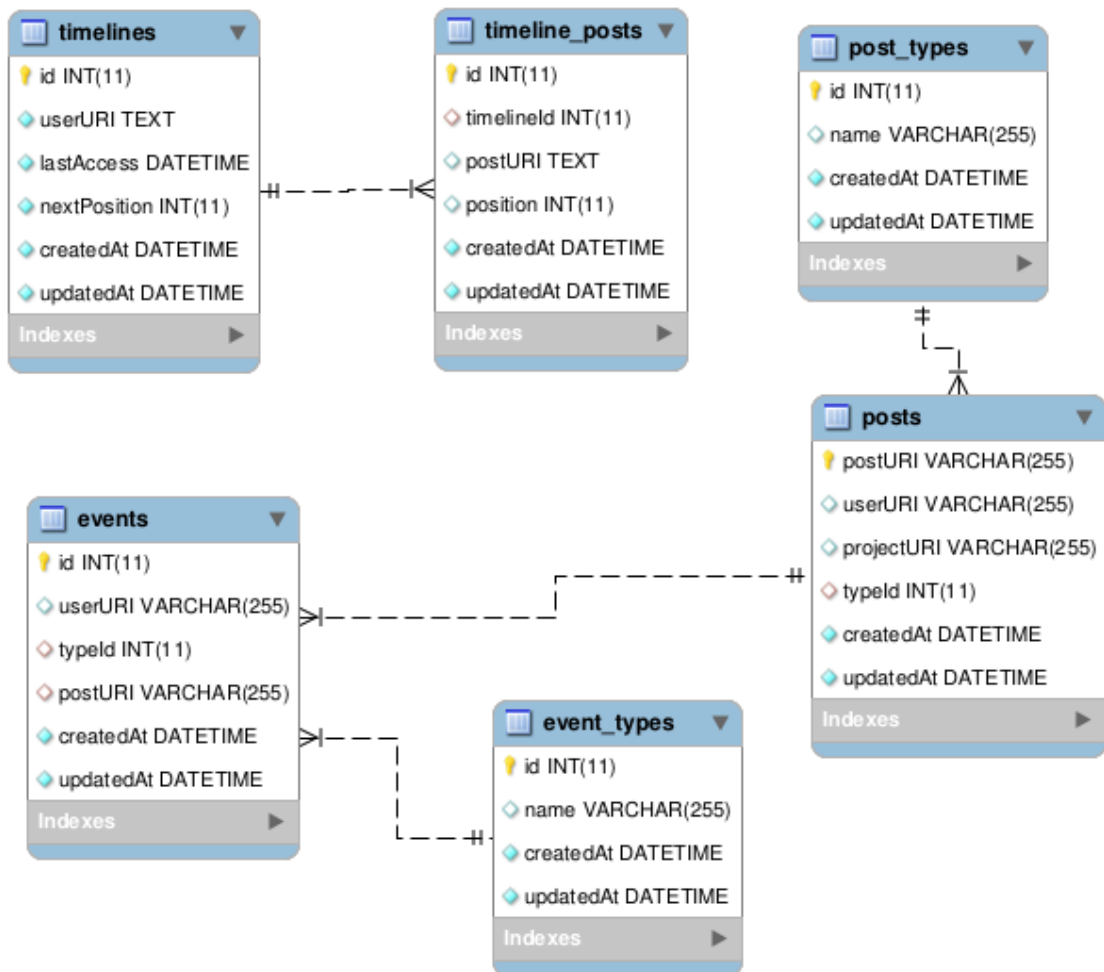 timelines
id INT(11)
userURI TEXT
lastAccess DATETIME
nextPosition INT(11)
createdAt DATETIME
updatedAt DATETIME
Indexes
timeline_posts
id INT(11)
timelineId INT(11)
postURI TEXT
position INT(11)
createdAt DATETIME
updatedAt DATETIME
Indexes
post_types
id INT(11)
name VARCHAR(255)
createdAt DATETIME
updatedAt DATETIME
Indexes
posts
postURI VARCHAR(255)
userURI VARCHAR(255)
projectURI VARCHAR(255)
typeId INT(11)
createdAt DATETIME
updatedAt DATETIME
Indexes
events
id INT(11)
userURI VARCHAR(255)
typeId INT(11)
postURI VARCHAR(255)
createdAt DATETIME
updatedAt DATETIME
Indexes
event_types
id INT(11)
name VARCHAR(255)
createdAt DATETIME
updatedAt DATETIME
Indexes